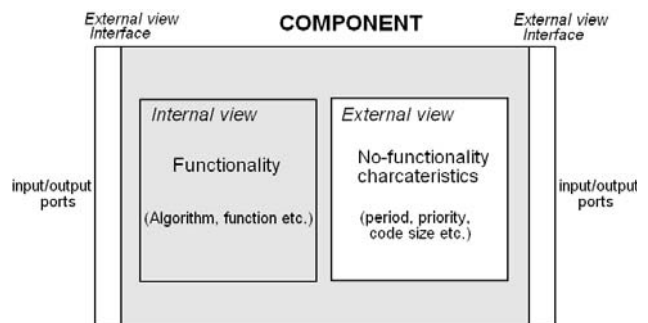 External view
Interface
COMPONENT
External view
Interface
Internal view
Functionality
(Algorithm, function etc.)
External view
No-functionality
charcateristics
(period, priority,
code size etc.)
input/output
ports
input/output
ports